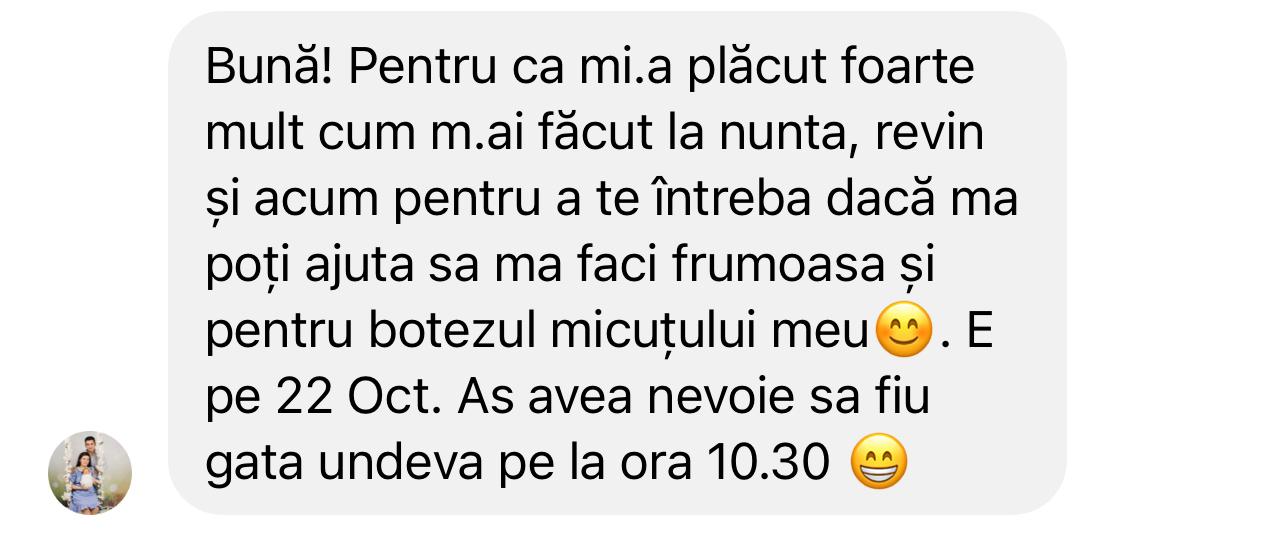 Bună! Pentru ca mi.a plăcut foarte
mult cum m.ai făcut la nunta, revin
și acum pentru a te întreba dacă ma
poți ajuta sa ma faci frumoasa și
pentru botezul micuțului meu😊. E
pe 22 Oct. As avea nevoie sa fiu
gata undeva pe la ora 10.30 😁